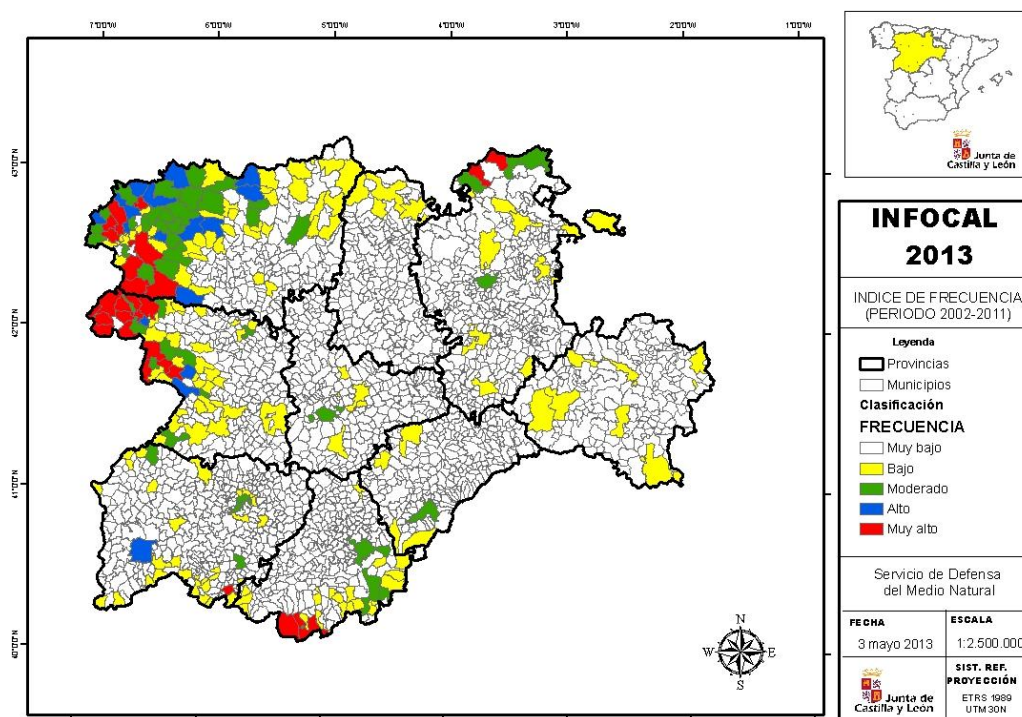 7°0'0"W 6°0'0"W 5°0'0"W 4°0'0"W 3°0'0"W 2°0'0"W 1°0'0"W
43°0'0"N
42°0'0"N
41°0'0"N
40°0'0"N
N
W E
S
Junta de
Castilla y León
INFOCAL
2013
INDICE DE FRECUENCIA
(PERIODO 2002-2011)
Leyenda
Provincias
Municipios
Clasificación
FRECUENCIA
Muy bajo
Bajo
Moderado
Alto
Muy alto
Servicio de Defensa
del Medio Natural
FECHA
3 mayo 2013
ESCALA
1:2.500.000
Junta de
Castilla y León
SIST. REF.
PROYECCIÓN
ETRS 1989
UTM 30N